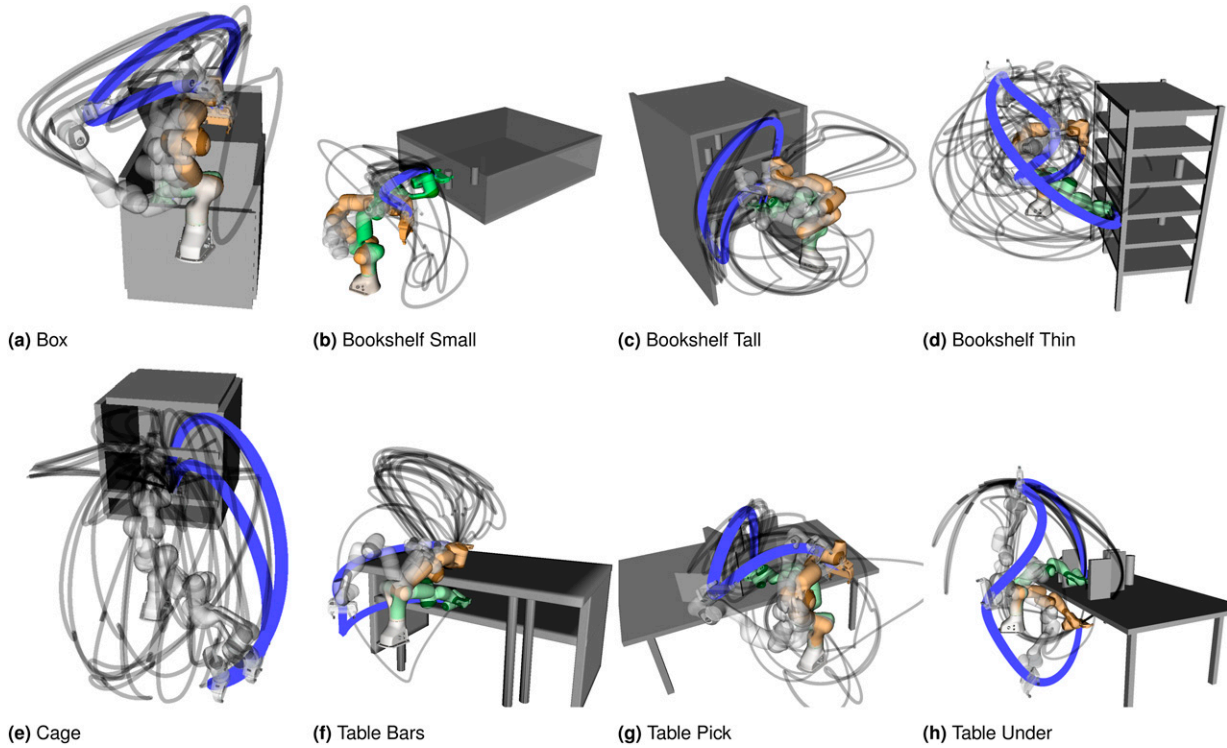 (a) Box
(b) Bookshelf Small
(c) Bookshelf Tall
(d) Bookshelf Thin
(e) Cage
(f) Table Bars
(g) Table Pick
(h) Table Under